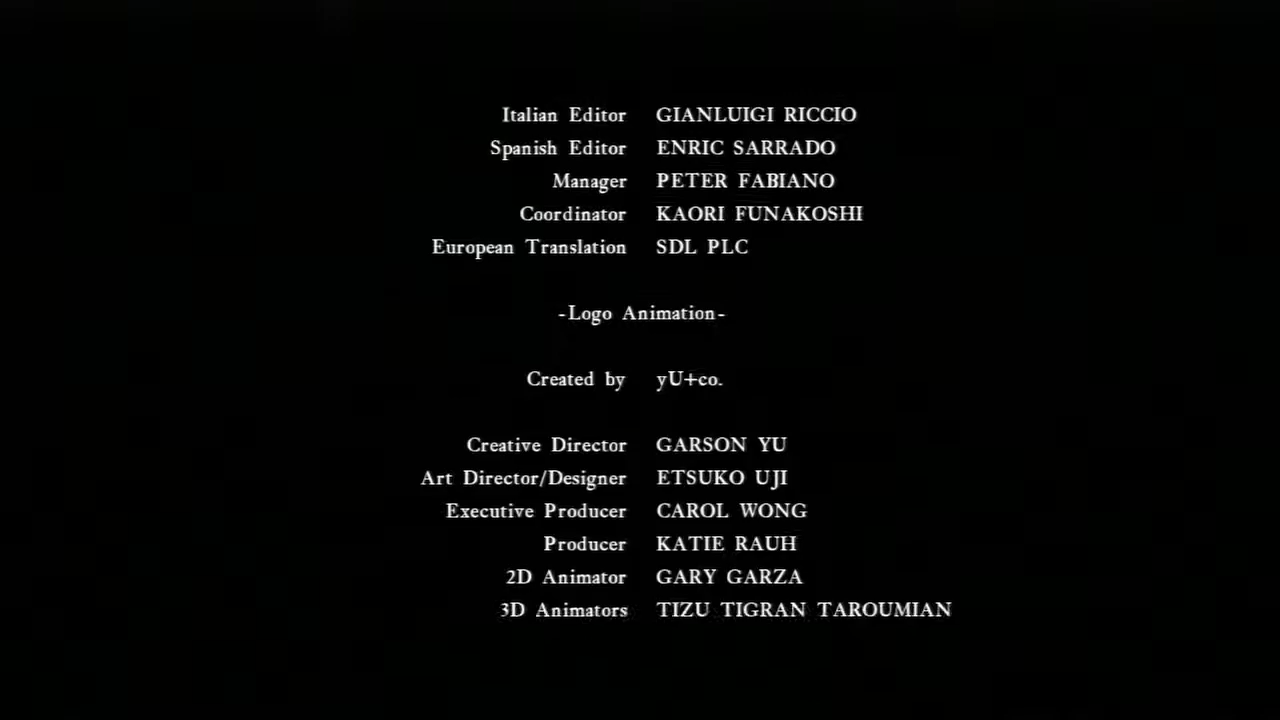 Italian Editor GIANLUIGI RICCIO
Spanish Editor ENRIC SARRADO
Manager PETER FABIANO
Coordinator KAORI FUNAKOSHI
European Translation SDL PLC
-Logo Animation-
Created by yU+co.
Creative Director GARSON YU
Art Director/Designer ETSUKO UJI
Executive Producer CAROL WONG
Producer KATIE RAUH
2D Animator GARY GARZA
3D Animators TIZU TIGRAN TAROUMIAN